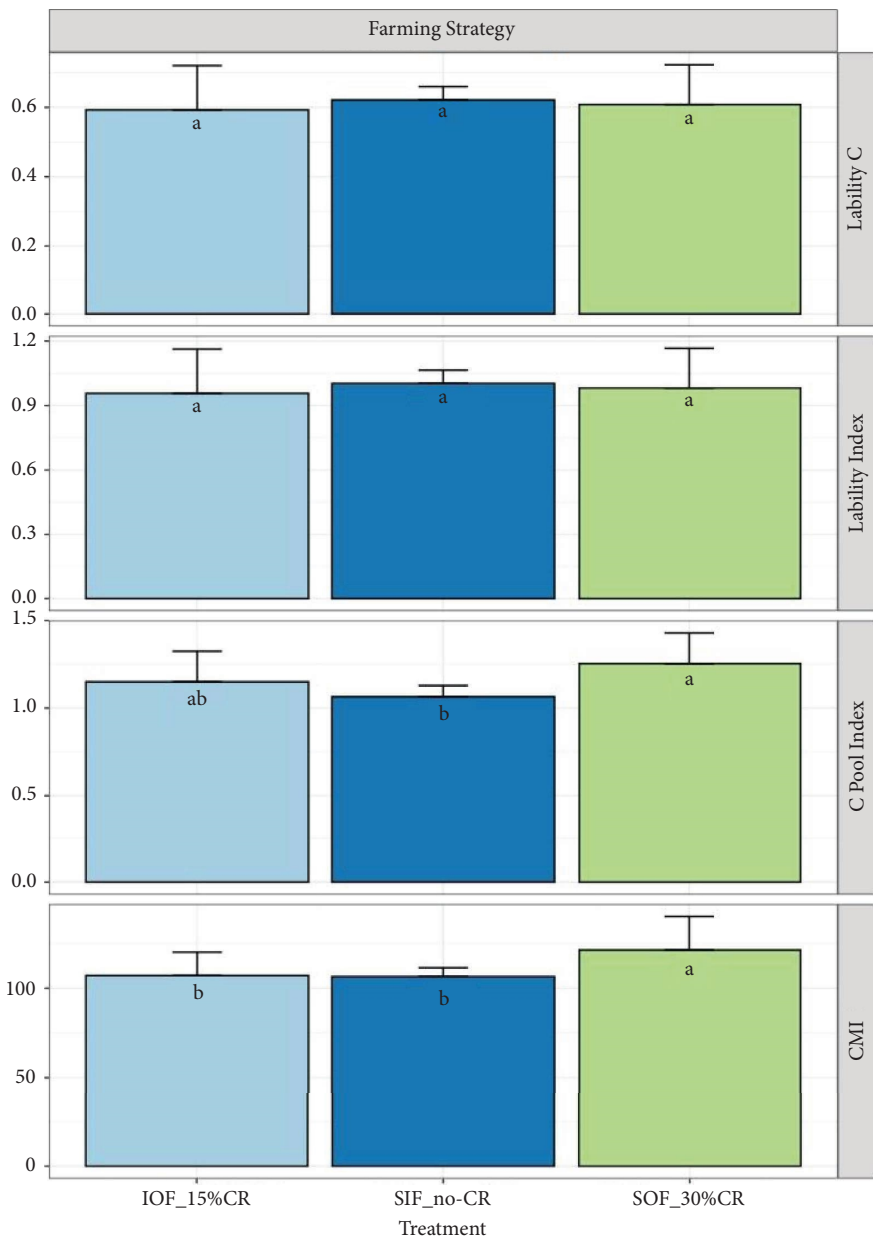 Farming Strategy
0.6
0.4
0.2
0.0
a
a
a
Lability C
1.2
0.9
0.6
0.3
0.0
a
a
a
Lability Index
1.5
1.0
0.5
0.0
ab
b
a
C Pool Index
100
50
0
b
b
a
CMI
IOF_15%CR SIF_no-CR SOF_30%CR
Treatment